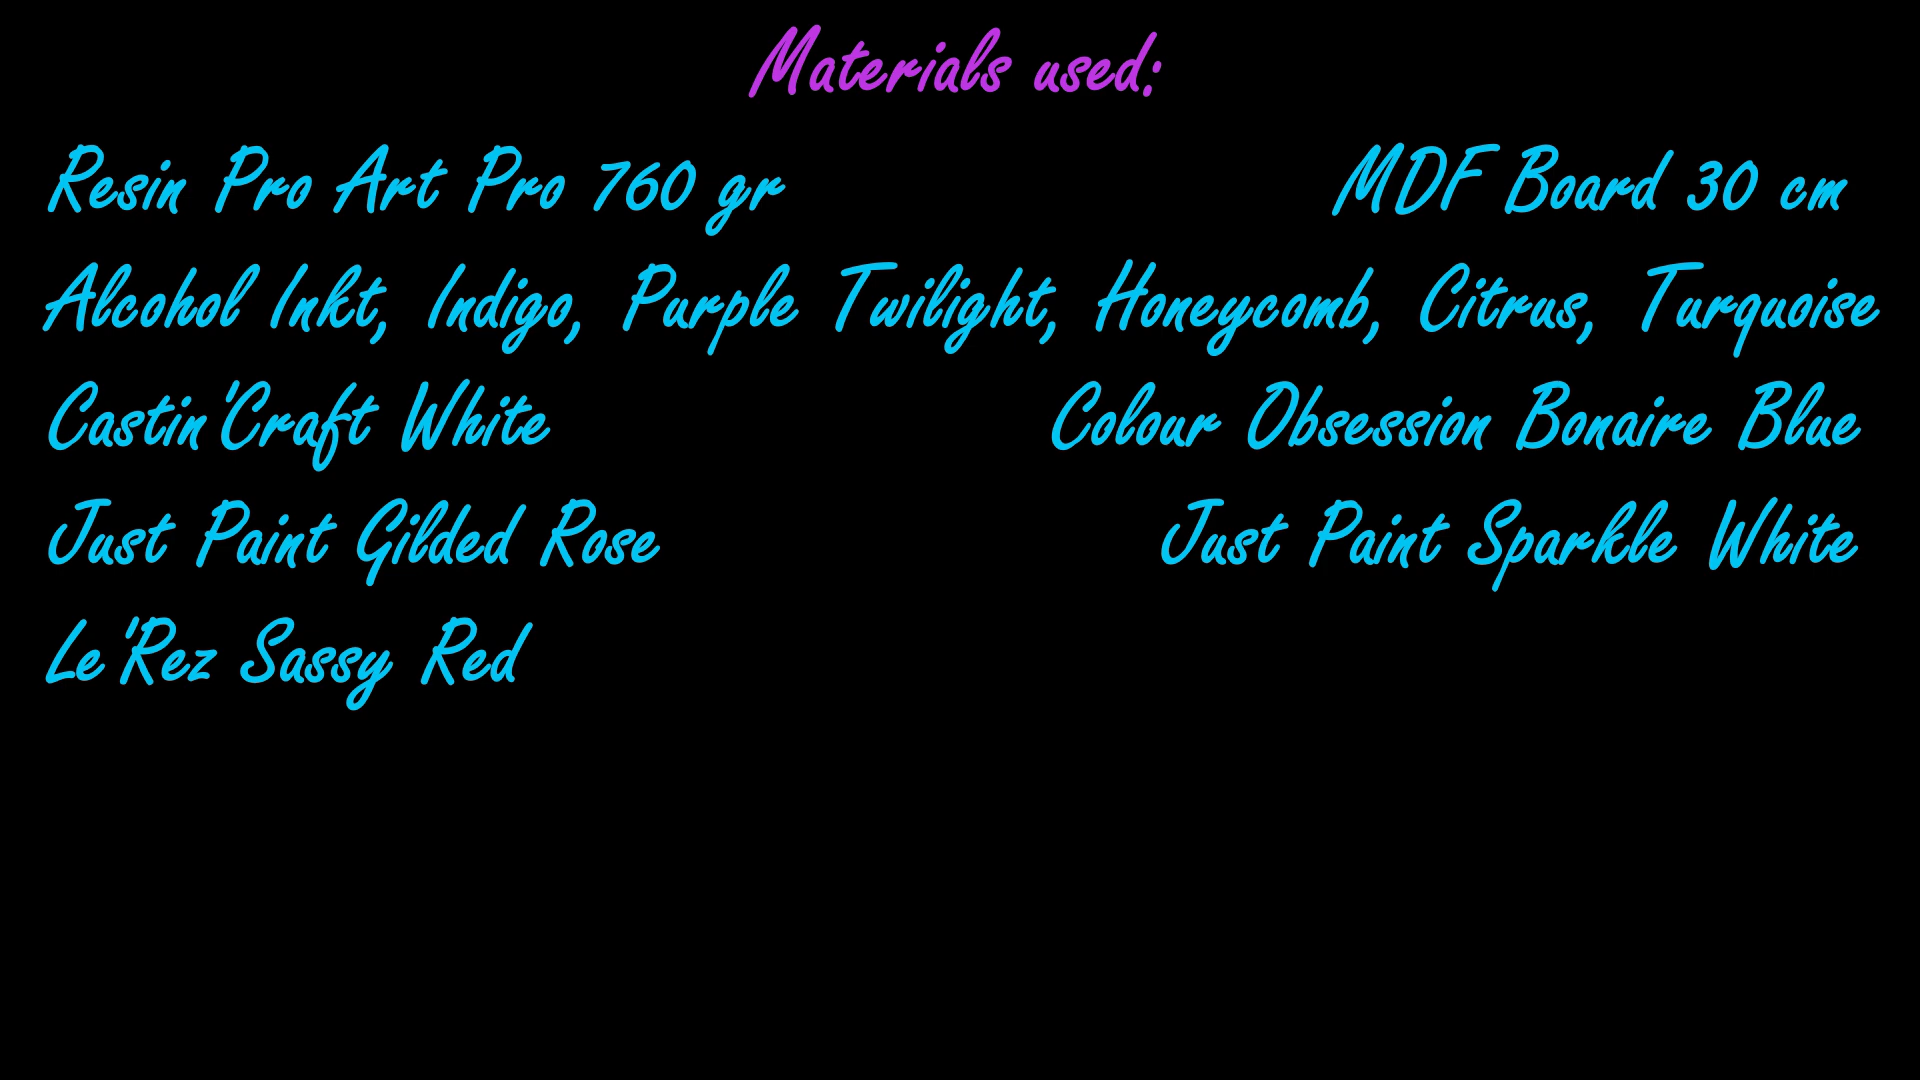 Materials used:
Resin Pro Art Pro 760 gr MDF Board 30 cm
Alcohol Inkt, Indigo, Purple Twilight, Honeycomb, Citrus, Turquoise
Castin'Craft White Colour Obsession Bonaire Blue
Just Paint Gilded Rose Just Paint Sparkle White
Le'Rez Sassy Red